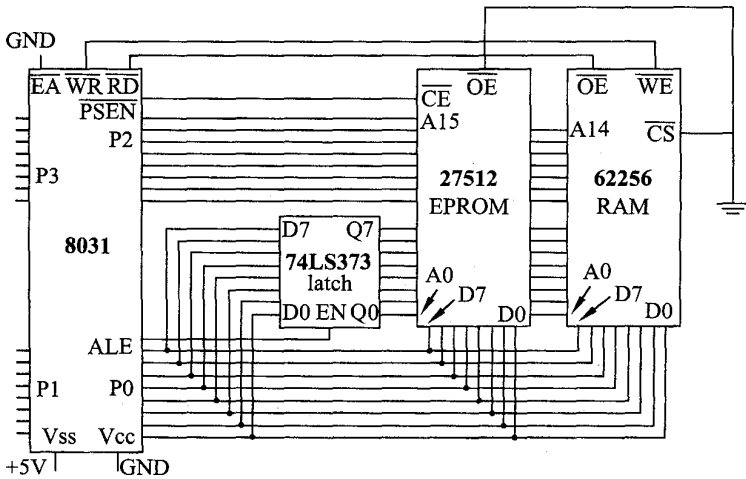 GND
EA WR RD
PSEN
P2
P3
8031
ALE
P1
P0
Vss
Vcc
+5V
GND
D7
Q7
74LS373
latch
D0 EN Q0
OE
CE
A15
27512
EPROM
A0
D7
D0
OE
WE
A14
CS
62256
RAM
A0
D7
D0